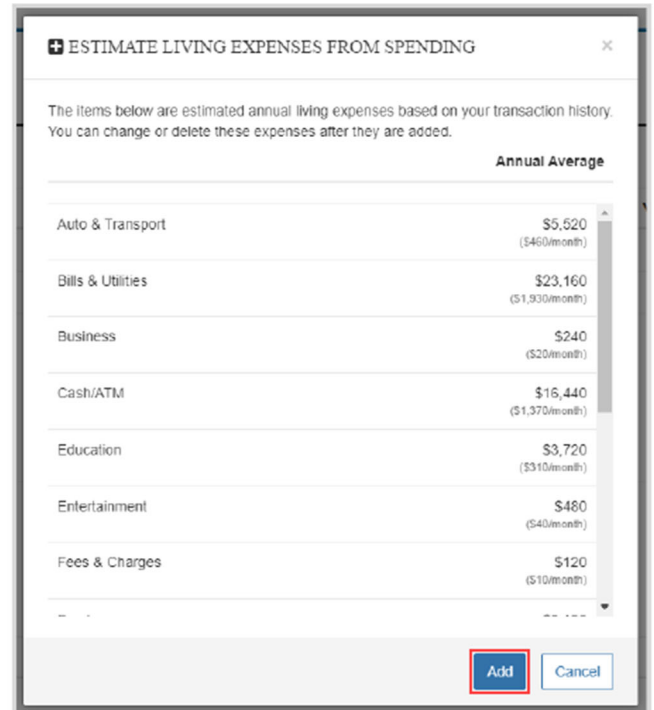 ESTIMATE LIVING EXPENSES FROM SPENDING ×
The items below are estimated annual living expenses based on your transaction history.
You can change or delete these expenses after they are added.
Annual Average
Auto & Transport $5,520
($460/month)
Bills & Utilities $23,160
($1,930/month)
Business $240
($20/month)
Cash/ATM $16,440
($1,370/month)
Education $3,720
($310/month)
Entertainment $480
($40/month)
Fees & Charges $120
($10/month)
Add Cancel